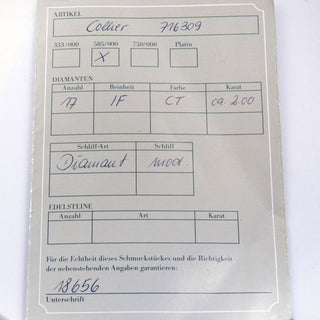 ARTIKEL
Collier 716309
333/000 585/000 750/000 Platin
X
DIAMANTEN
Anzahl Reinheit Farbe Karat
17 IF CT ca. 2.00
Schliff-Art Schliff
Diamant mod.
EDELSTEINE
Anzahl Art Karat
Für die Echtheit dieses Schmuckstückes und die Richtigkeit
der nebenstehenden Angaben garantieren:
18656
Unterschrift